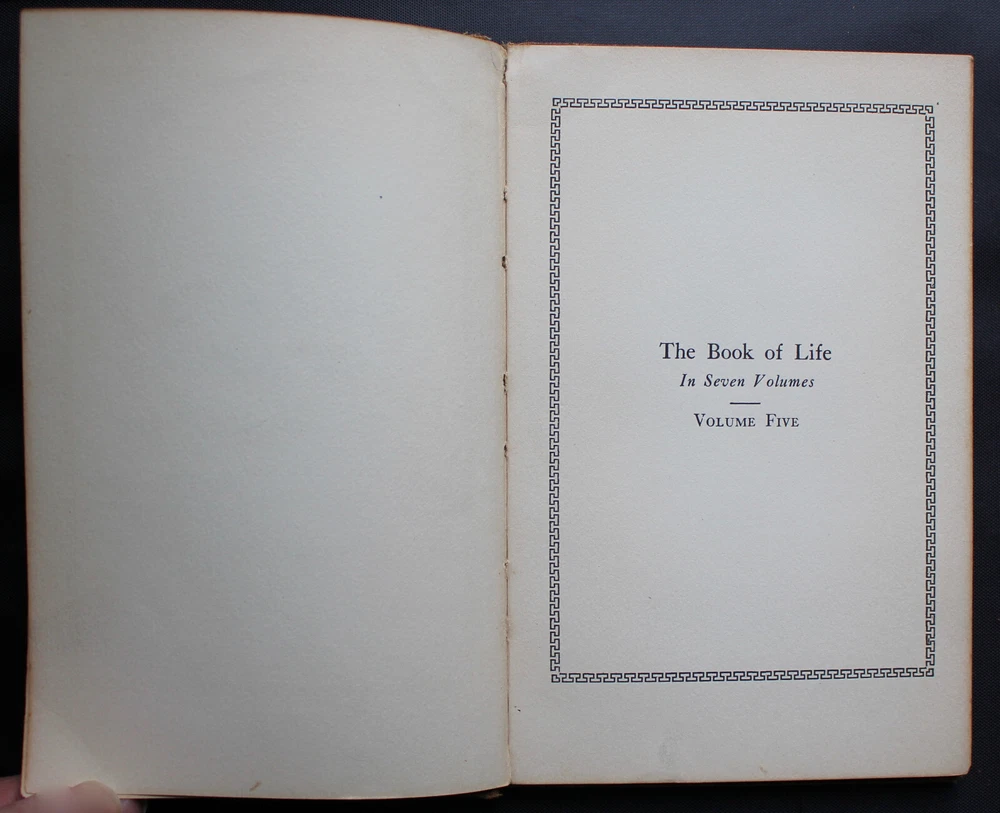 The Book of Life
In Seven Volumes
VOLUME FIVE